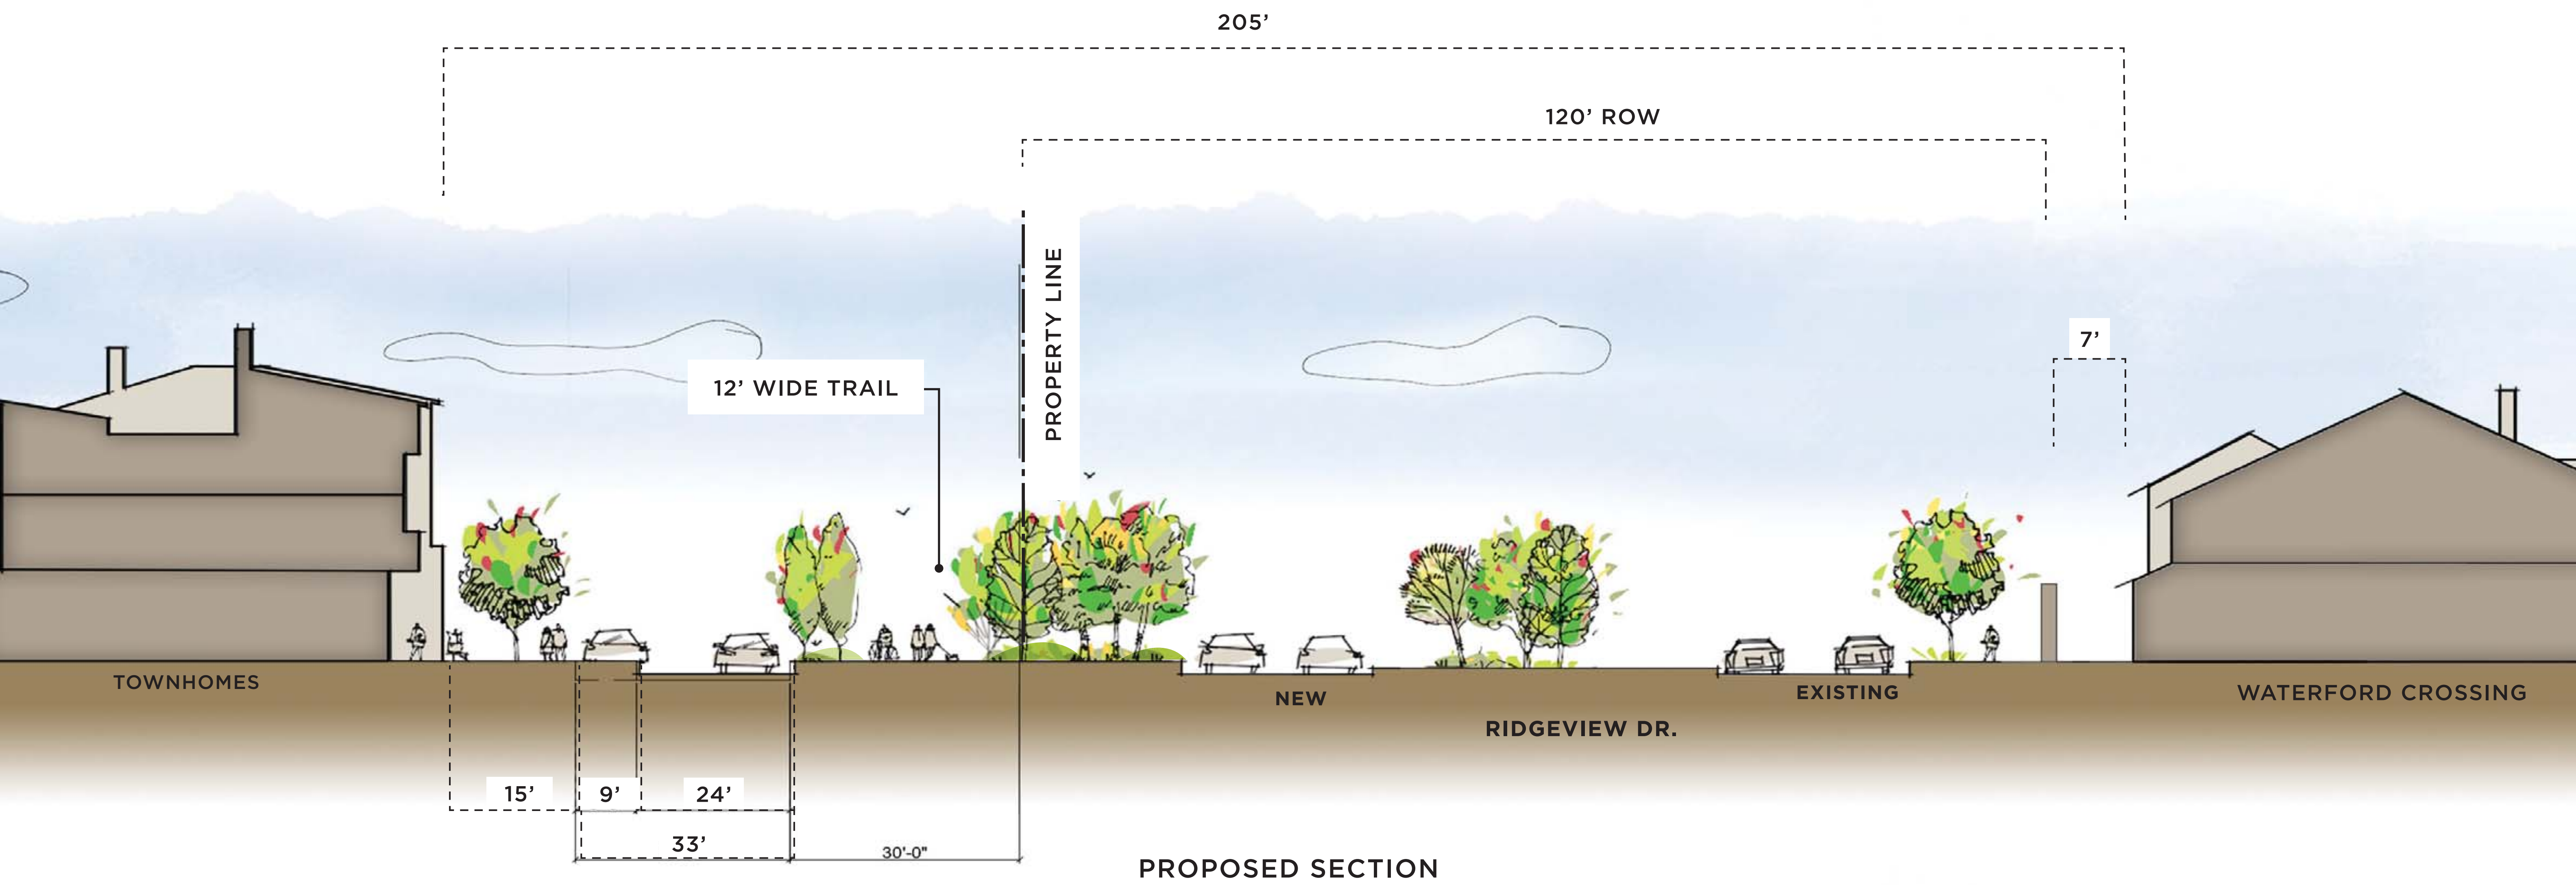 205’
120’ ROW
PROPERTY LINE
7’
12’ WIDE TRAIL
TOWNHOMES
NEW
EXISTING
WATERFORD CROSSING
RIDGEVIEW DR.
15’
9’
24’
33’
30'-0"
PROPOSED SECTION